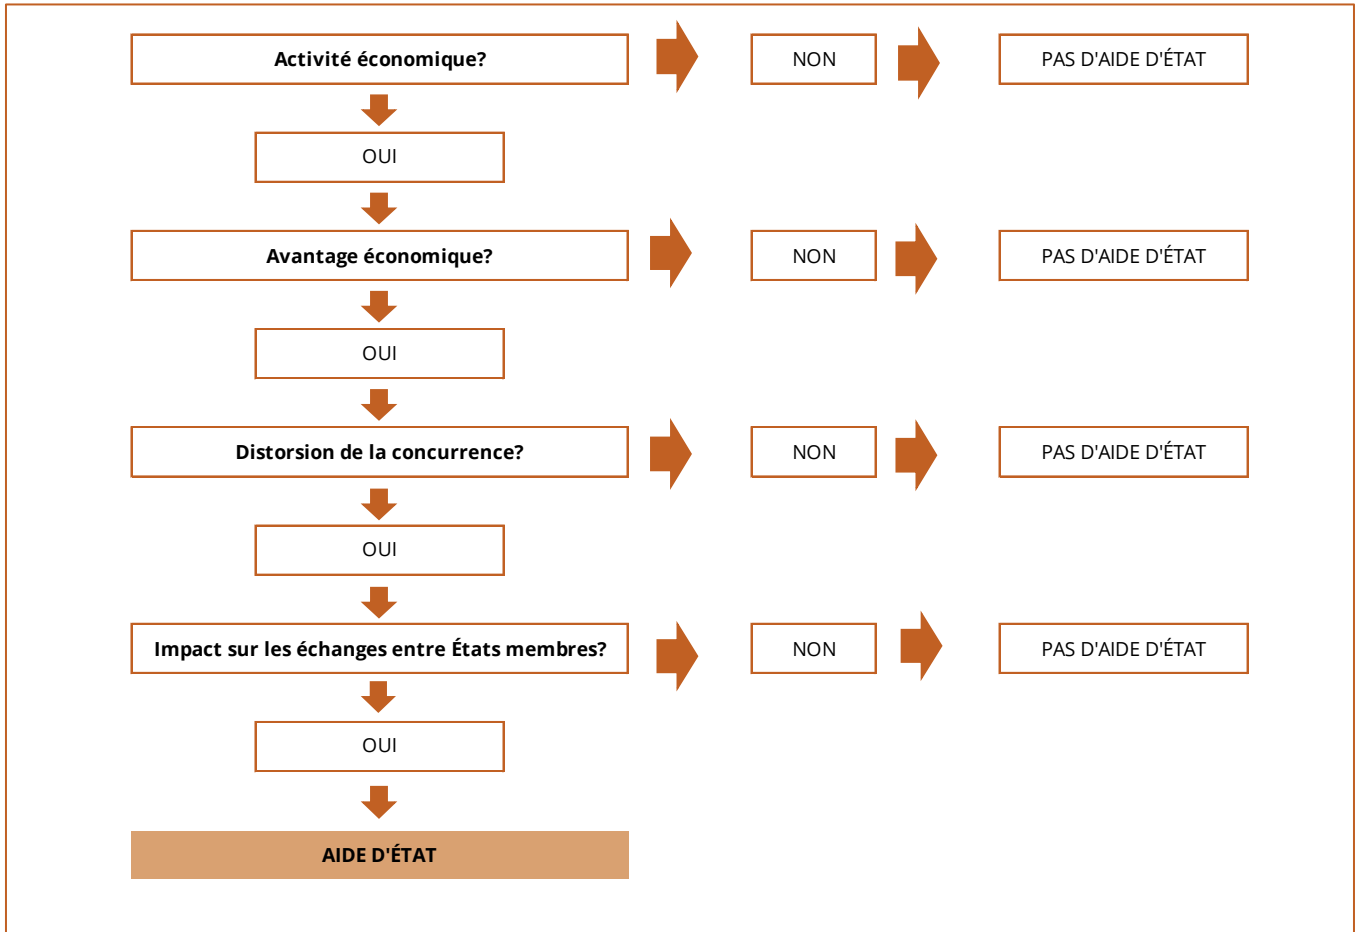 Activité économique?
NON
PAS D'AIDE D'ÉTAT
OUI
Avantage économique?
NON
PAS D'AIDE D'ÉTAT
OUI
Distorsion de la concurrence?
NON
PAS D'AIDE D'ÉTAT
OUI
Impact sur les échanges entre États membres?
NON
PAS D'AIDE D'ÉTAT
OUI
AIDE D'ÉTAT